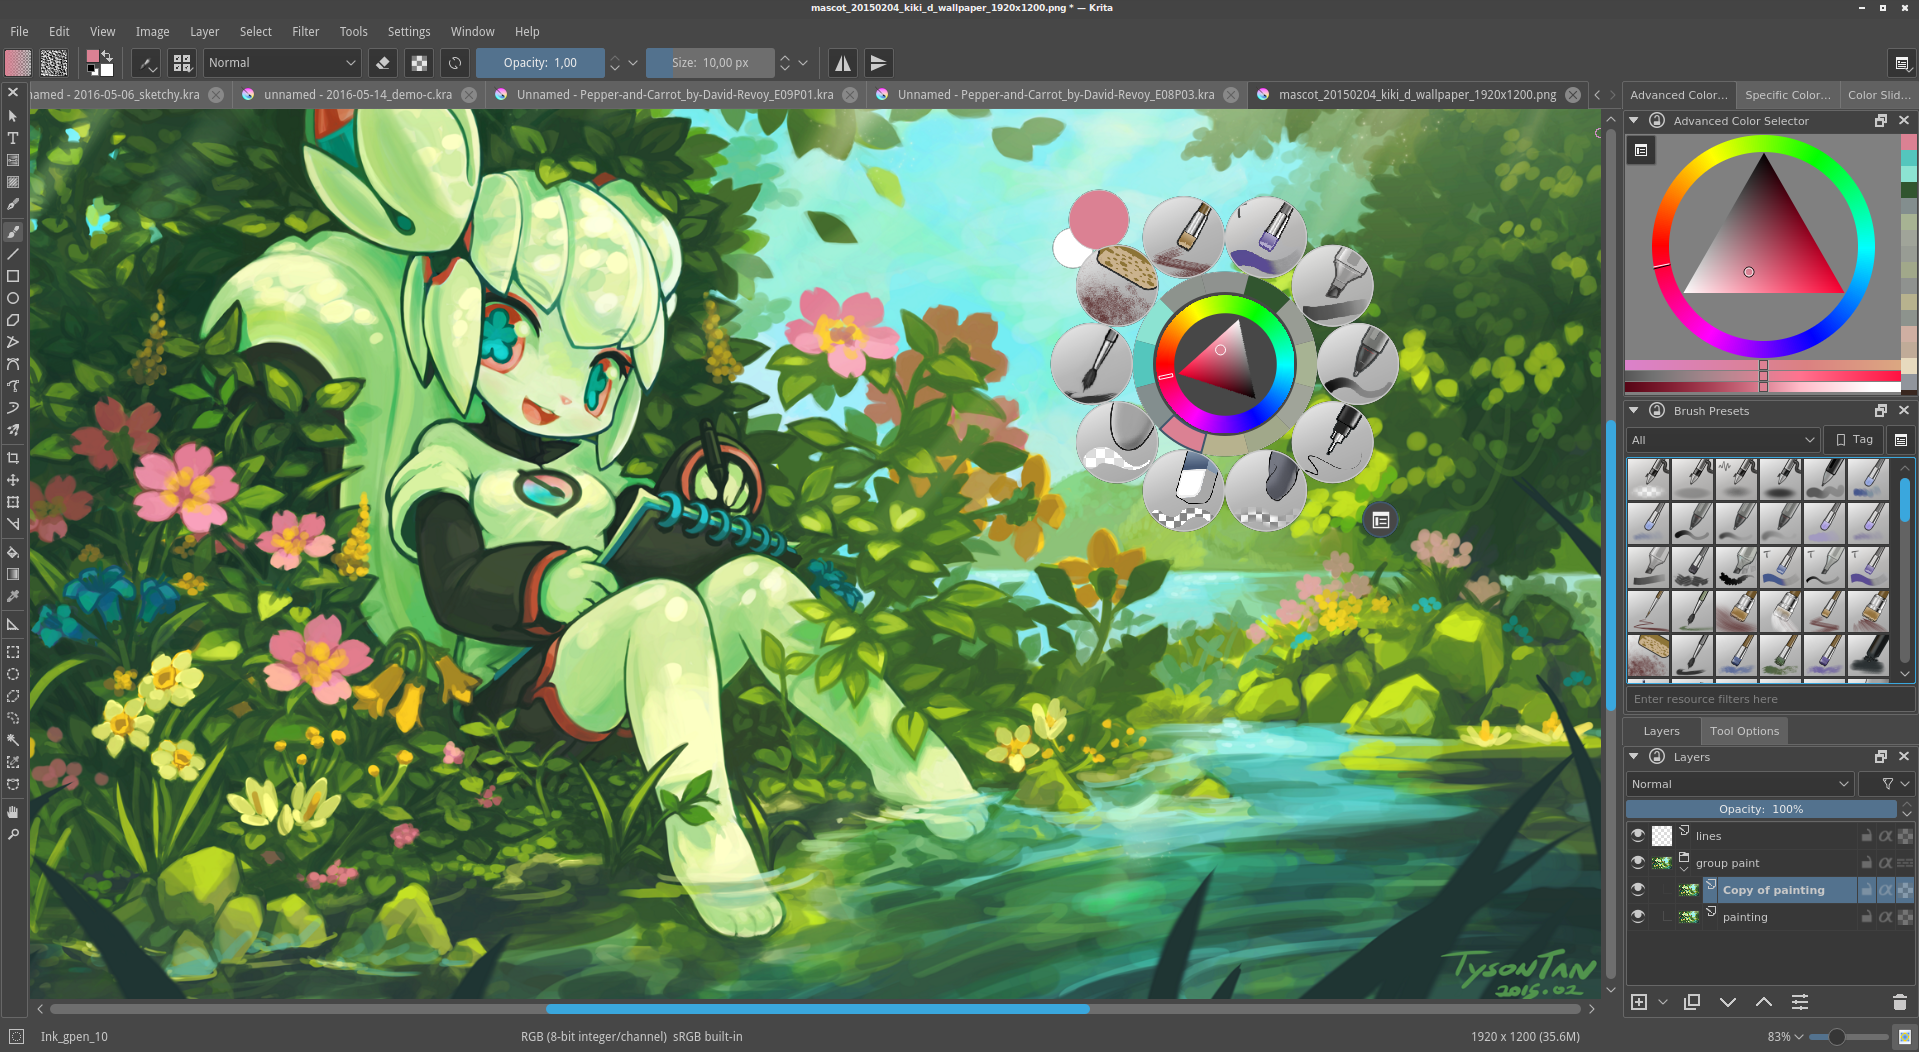 mascot_20150204_kiki_d_wallpaper_1920x1200.png * — Krita
File Edit View Image Layer Select Filter Tools Settings Window Help
Normal
Opacity: 1,00
Size: 10,00 px
named - 2016-05-06_sketchy.kra
unnamed - 2016-05-14_demo-c.kra
Unnamed - Pepper-and-Carrot_by-David-Revoy_E09P01.kra
Unnamed - Pepper-and-Carrot_by-David-Revoy_E08P03.kra
mascot_20150204_kiki_d_wallpaper_1920x1200.png
Advanced Color...
Specific Color...
Color Slid...
Advanced Color Selector
Brush Presets
All
Tag
Enter resource filters here
Layers
Tool Options
Layers
Normal
Opacity: 100%
lines
group paint
Copy of painting
painting
TYSON TAN
2015.02
Ink_gpen_10
RGB (8-bit integer/channel) sRGB built-in
1920 x 1200 (35.6M)
83%